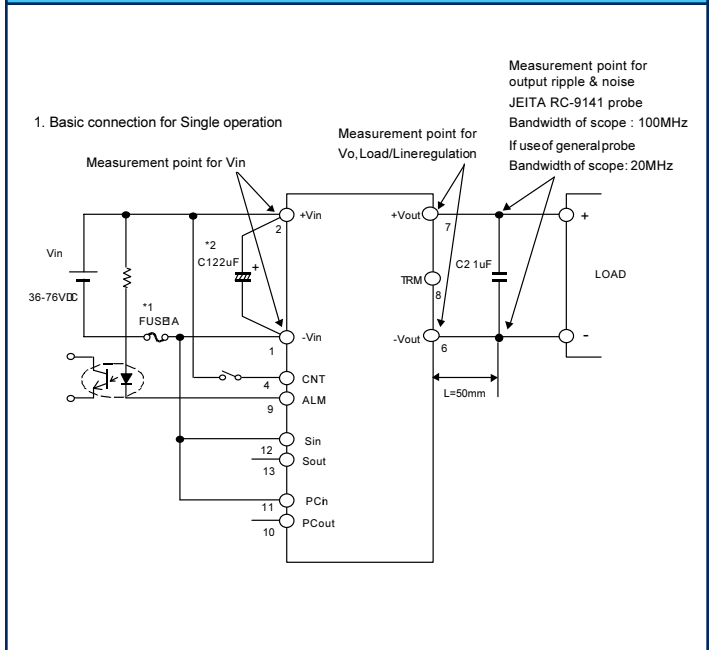 Measurement point for
output ripple & noise
JEITA RC-9141 probe
Bandwidth of scope : 100MHz
If use of general probe
Bandwidth of scope: 20MHz
1. Basic connection for Single operation
Measurement point for
Vo, Load/Line regulation
Measurement point for Vin
+Vin
2
+Vout
7
+
Vin
*2
C1 22uF
+
C2 1uF
TRM
8
LOAD
36-76VDC
*1
-Vin
1
-Vout
6
-
CNT
4
L=50mm
ALM
9
Sin
12
Sout
13
PCin
11
PCout
10